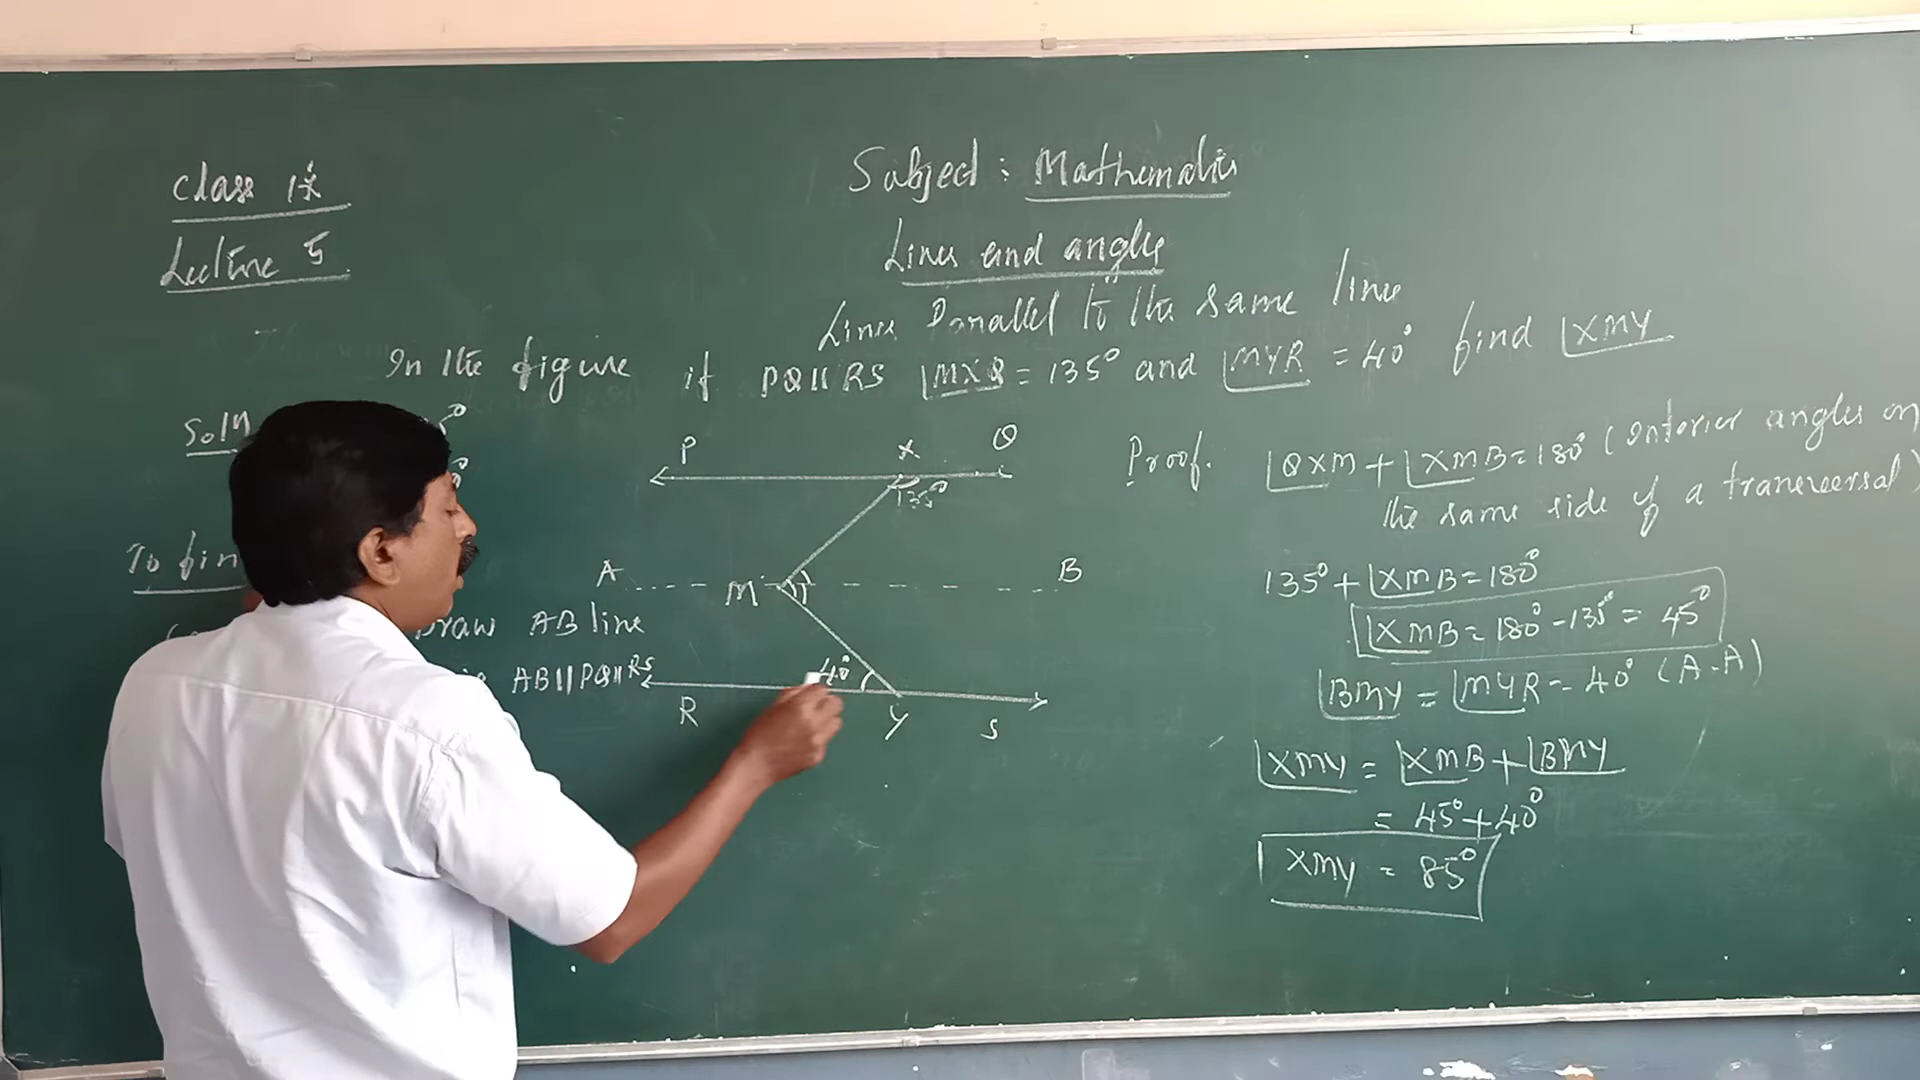 Class IX
Lecture 5
Subject: Mathematics
Lines and angles
Lines Parallel to the same line
In the figure if PQ||RS ∠MXQ = 135° and ∠MYR = 40° find ∠XMY
Soln
To fin
Draw AB line
AB||PQ||RS
P X Q
135°
A M B
40°
R Y S
Proof. ∠QXM + ∠XMB = 180° (Interior angles on
the same side of a transversal)
135° + ∠XMB = 180°
∠XMB = 180° - 135° = 45°
∠BMY = ∠MYR = 40° (A.A)
∠XMY = ∠XMB + ∠BMY
= 45° + 40°
∠XMY = 85°